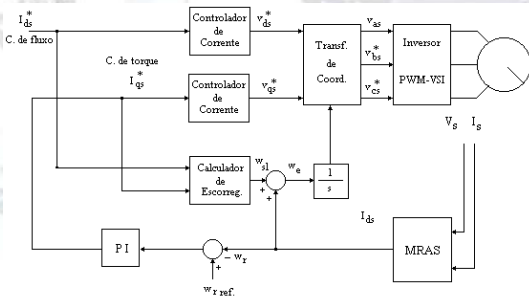 I*ds
C. de fluxo
Controlador
de
Corrente
v*ds
Transf.
de
Coord.
vas
v*bs
v*cs
Inversor
PWM-VSI
C. de torque
I*qs
Controlador
de
Corrente
v*qs
Vs
Is
Calculador
de
Escorreg.
wsl
+
+
we
1
s
Ids
MRAS
P I
− wr
+
wr ref.